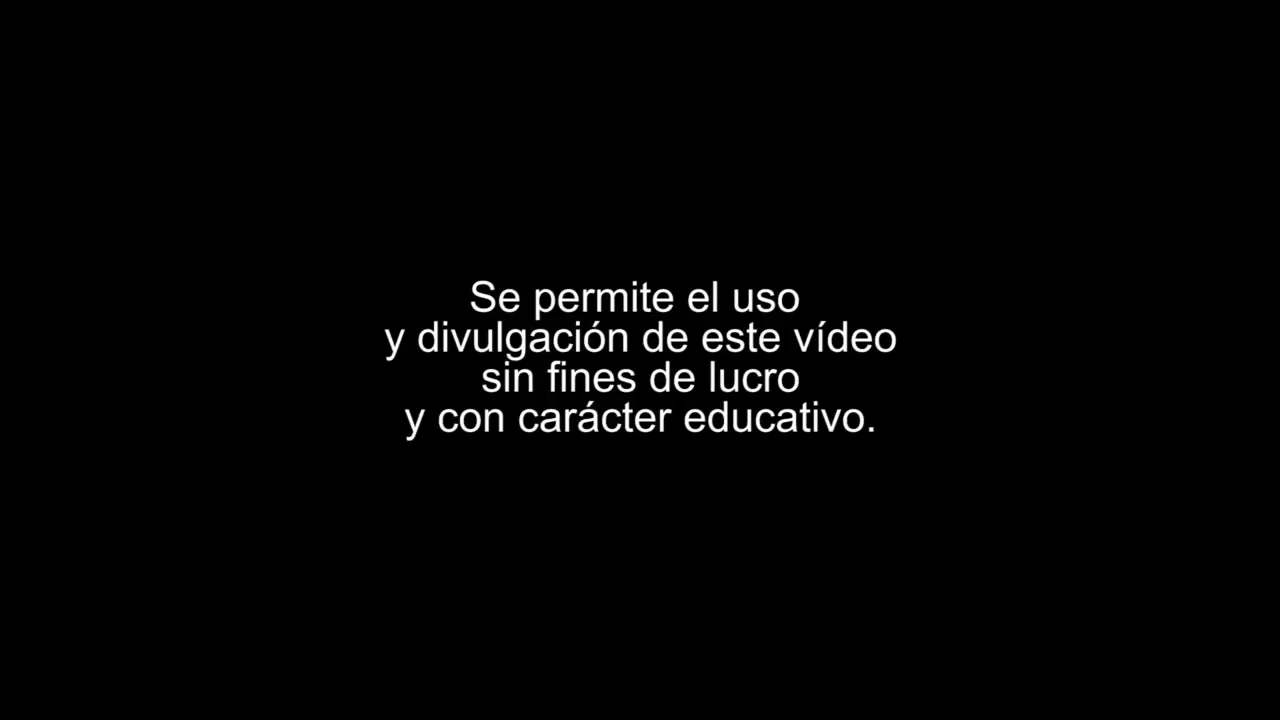 Se permite el uso
y divulgación de este vídeo
sin fines de lucro
y con carácter educativo.